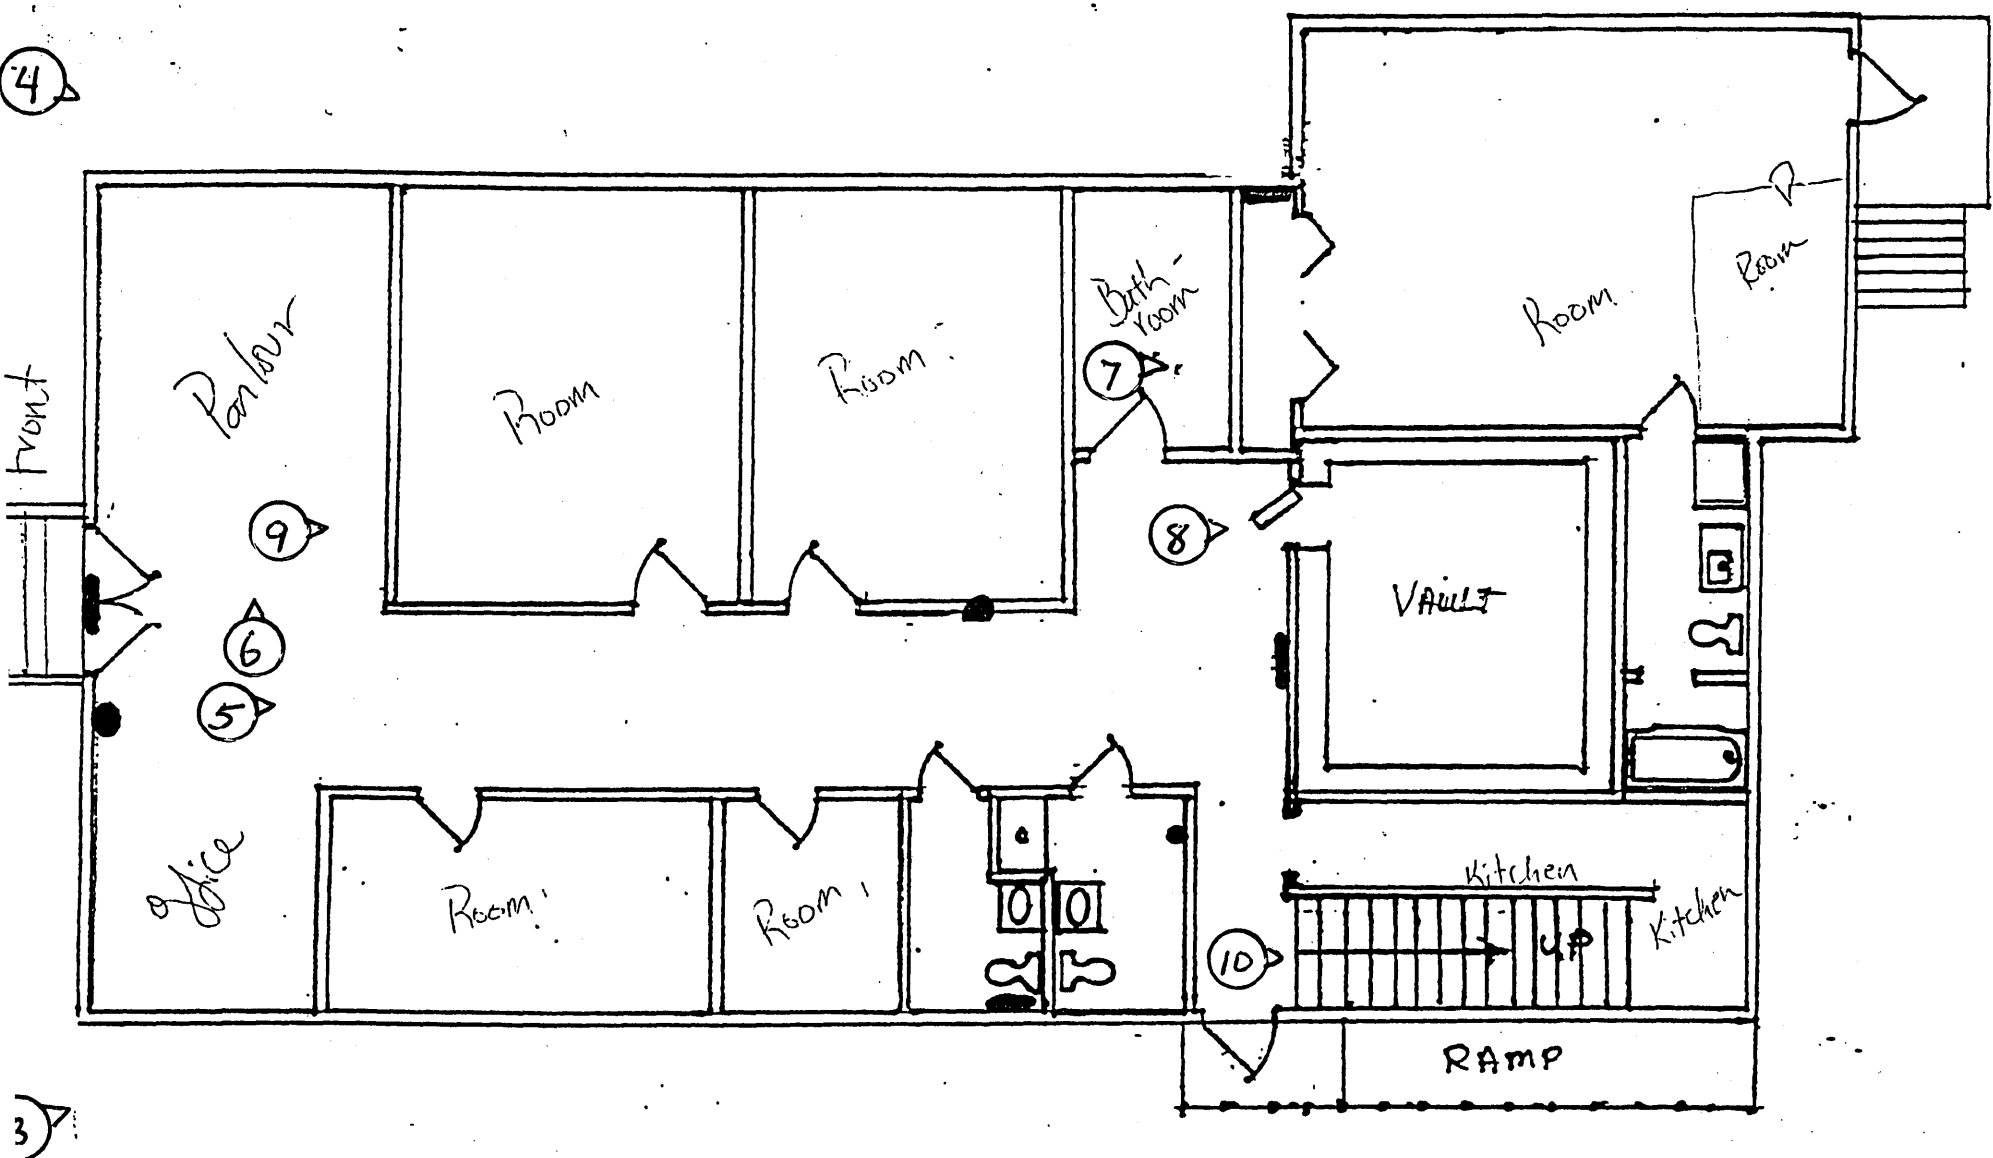 4
Front
Parlour
Room
Room
Bath-
room
7
Room
Room
9
8
VAULT
6
5
Office
Room
Room
Kitchen
Kitchen
10
UP
RAMP
3